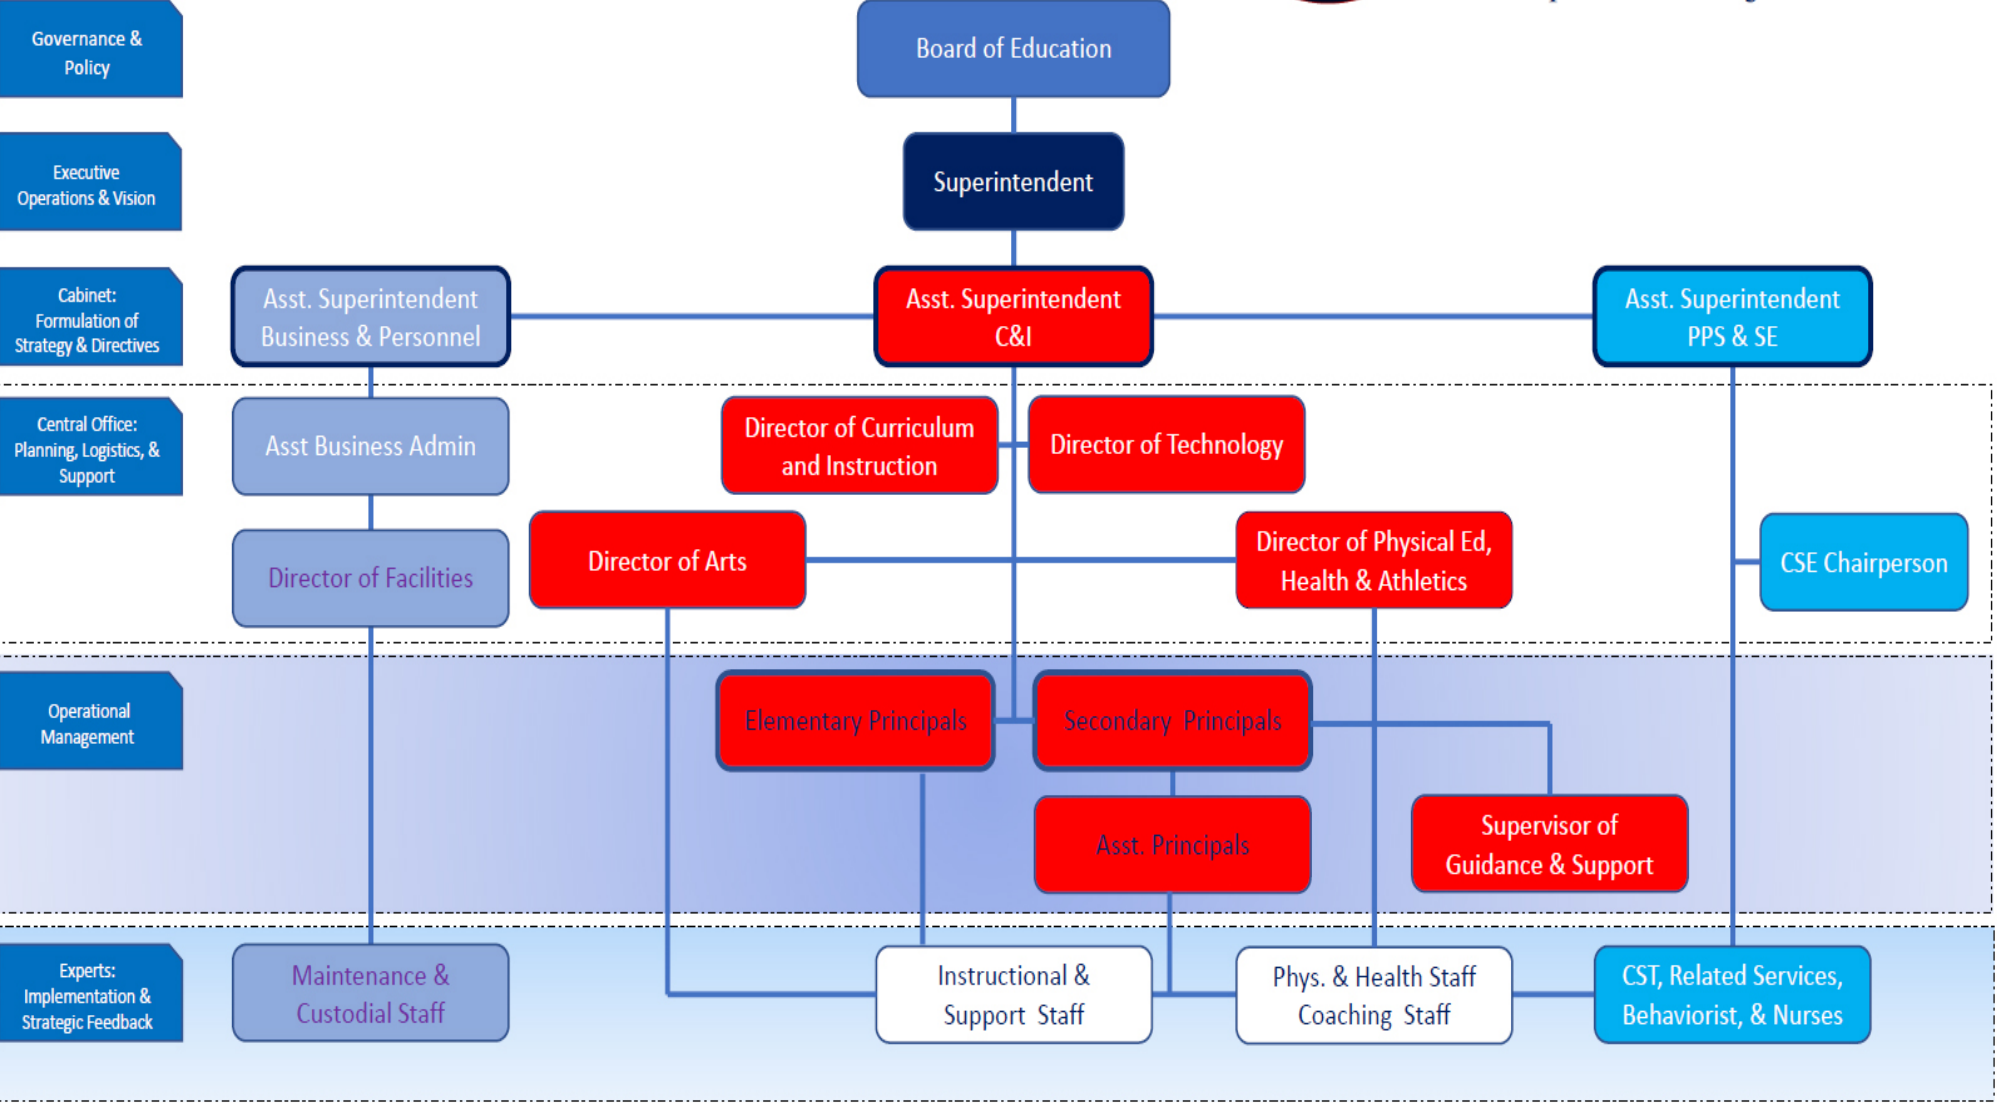 Governance &
Policy
Board of Education
Executive
Operations & Vision
Superintendent
Cabinet:
Formulation of
Strategy & Directives
Asst. Superintendent
Business & Personnel
Asst. Superintendent
C&I
Asst. Superintendent
PPS & SE
Central Office:
Planning, Logistics, &
Support
Asst Business Admin
Director of Curriculum
and Instruction
Director of Technology
Director of Facilities
Director of Arts
Director of Physical Ed,
Health & Athletics
CSE Chairperson
Operational
Management
Elementary Principals
Secondary Principals
Asst. Principals
Supervisor of
Guidance & Support
Experts:
Implementation &
Strategic Feedback
Maintenance &
Custodial Staff
Instructional &
Support Staff
Phys. & Health Staff
Coaching Staff
CST, Related Services,
Behaviorist, & Nurses